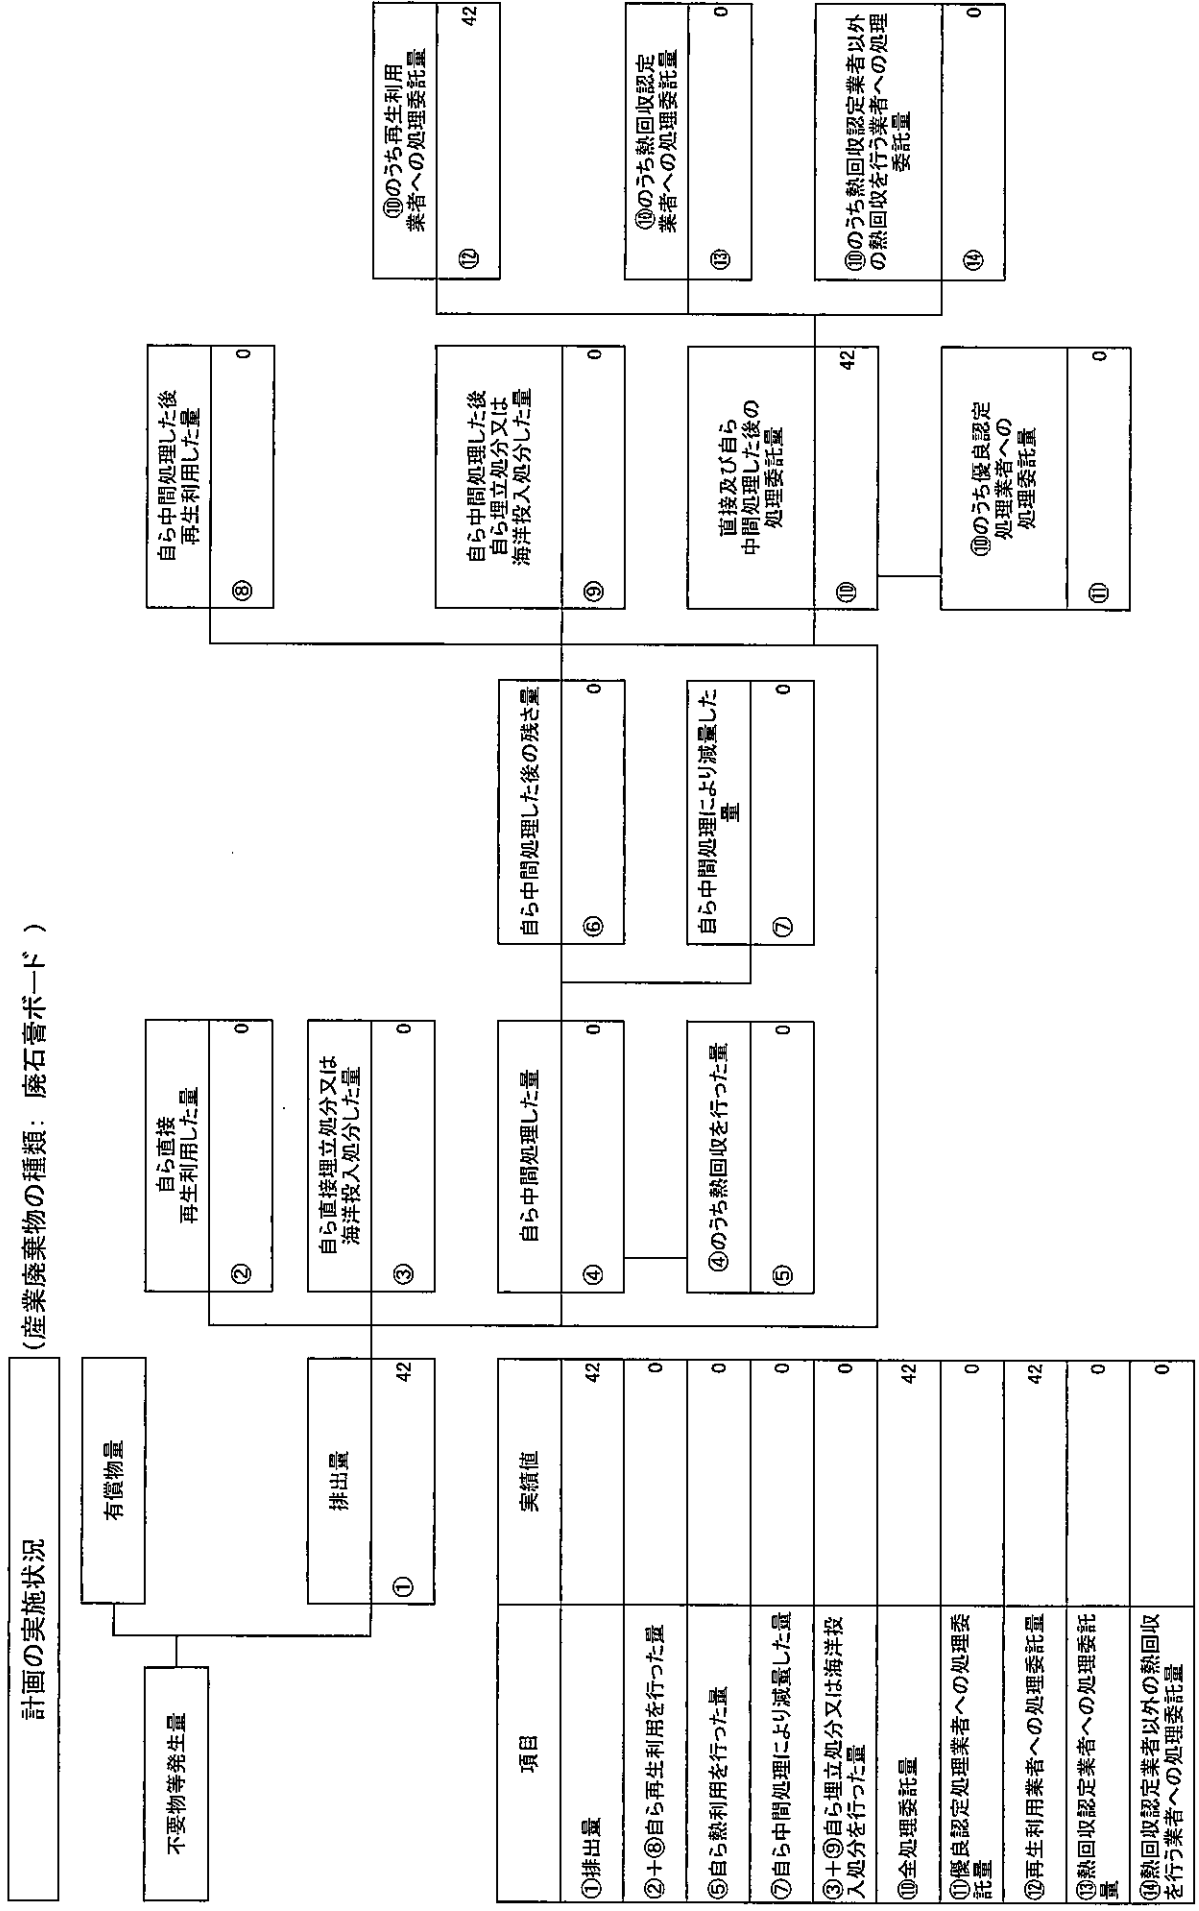 計画の実施状況
(産業廃棄物の種類： 廃石膏ボード )
不要物等発生量
有償物量
排出量
① 42
自ら直接
再生利用した量
② 0
自ら直接埋立処分又は
海洋投入処分した量
③ 0
自ら中間処理した量
④ 0
④のうち熱回収を行った量
⑤ 0
自ら中間処理した後の残さ量
⑥ 0
自ら中間処理により減量した
量
⑦ 0
自ら中間処理した後
再生利用した量
⑧ 0
自ら中間処理した後
自ら埋立処分又は
海洋投入処分した量
⑨ 0
直接及び自ら
中間処理した後の
処理委託量
⑩ 42
⑩のうち優良認定
処理業者への
処理委託量
⑪ 0
⑩のうち再生利用
業者への処理委託量
⑫ 42
⑩のうち熱回収認定
業者への処理委託量
⑬ 0
⑩のうち熱回収認定業者以外
の熱回収を行う業者への処理
委託量
⑭ 0
項目 実績値
①排出量 42
②＋⑧自ら再生利用を行った量 0
⑤自ら熱利用を行った量 0
⑦自ら中間処理により減量した量 0
③＋⑨自ら埋立処分又は海洋投
入処分を行った量 0
⑩全処理委託量 42
⑪優良認定処理業者への処理委
託量 0
⑫再生利用業者への処理委託量 42
⑬熱回収認定業者への処理委託
量 0
⑭熱回収認定業者以外の熱回収
を行う業者への処理委託量 0